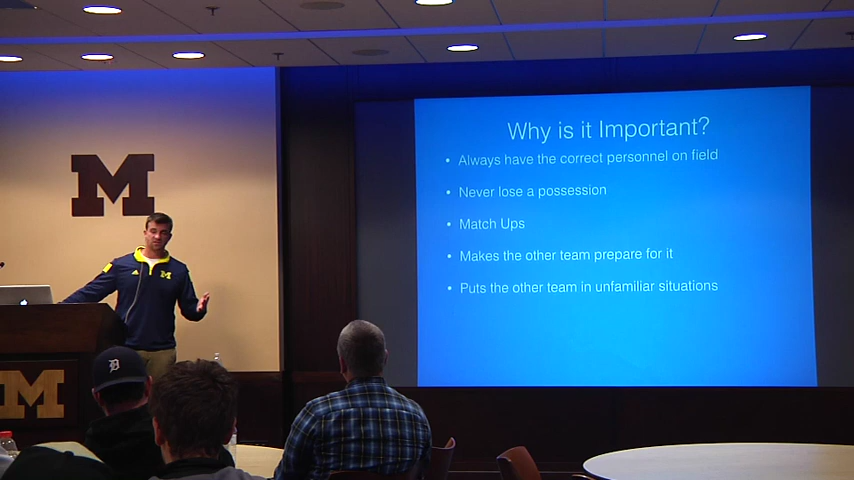 Why is it Important?
• Always have the correct personnel on field
• Never lose a possession
• Match Ups
• Makes the other team prepare for it
• Puts the other team in unfamiliar situations
M
M
M
D